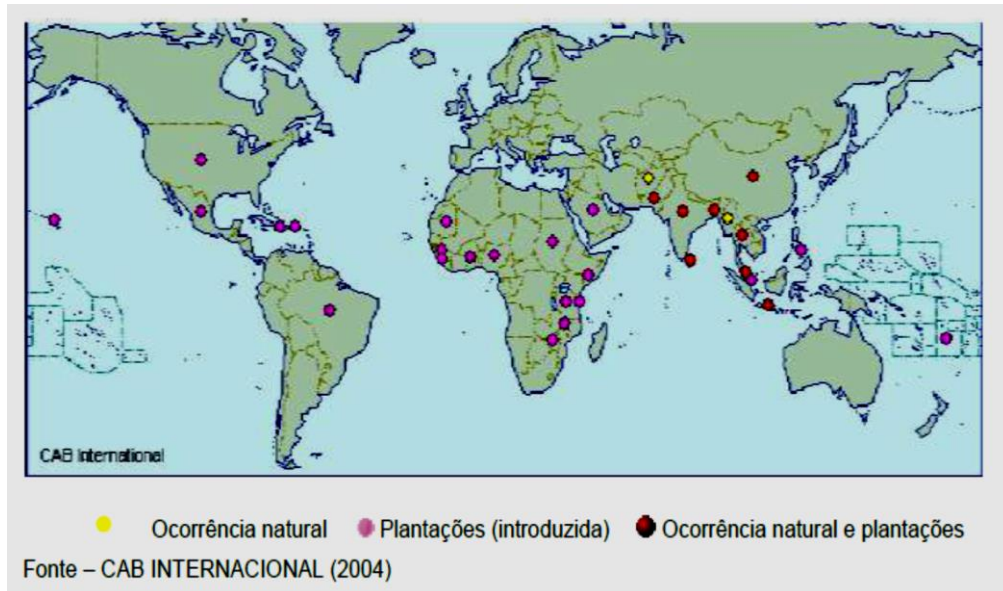 CAB International
Ocorrência natural Plantações (introduzida) Ocorrência natural e plantações
Fonte – CAB INTERNACIONAL (2004)